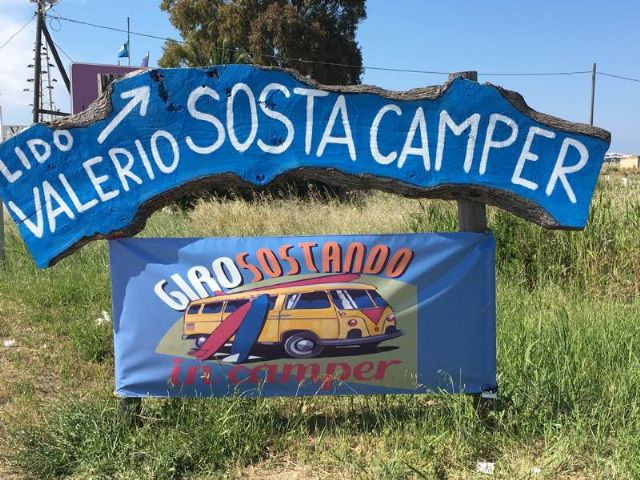 LIDO
VALERIO SOSTA CAMPER
GIROSOSTANDO
in camper